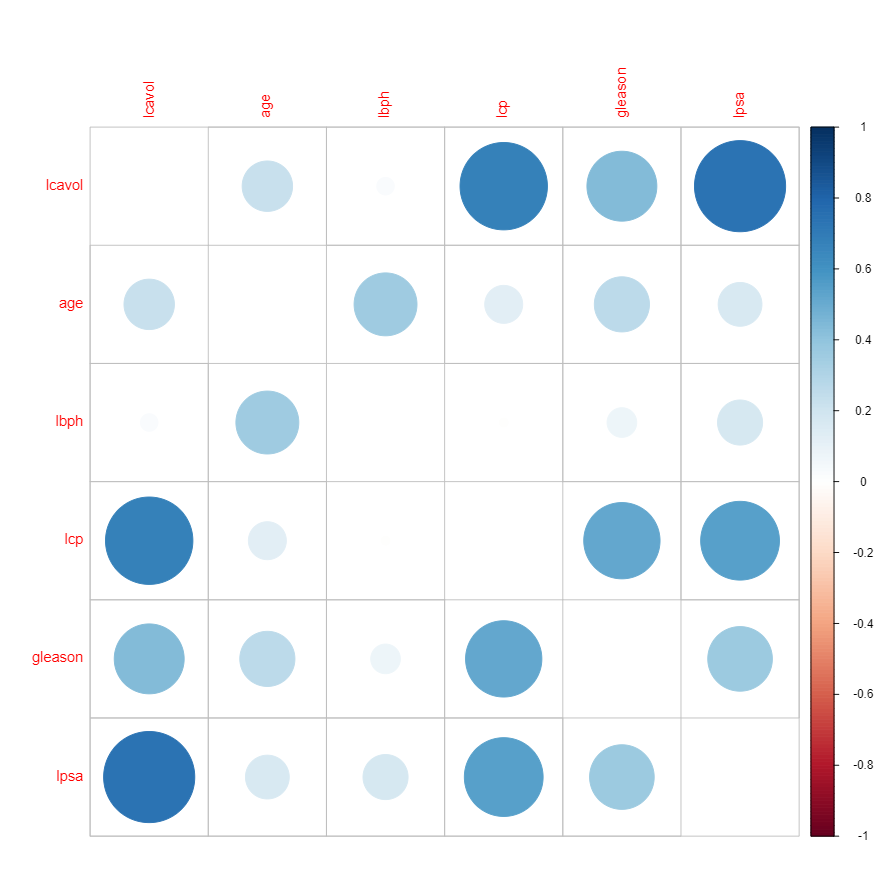 lcavol
age
lbph
lcp
gleason
lpsa
lcavol
age
lbph
lcp
gleason
lpsa
1
0.8
0.6
0.4
0.2
0
-0.2
-0.4
-0.6
-0.8
-1